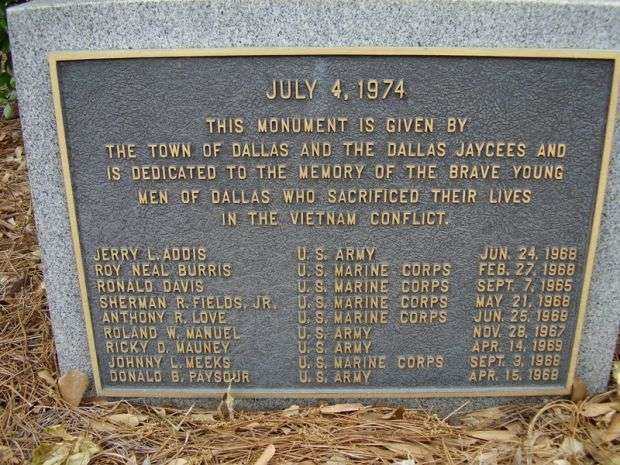 JULY 4, 1974
THIS MONUMENT IS GIVEN BY
THE TOWN OF DALLAS AND THE DALLAS JAYCEES AND
IS DEDICATED TO THE MEMORY OF THE BRAVE YOUNG
MEN OF DALLAS WHO SACRIFICED THEIR LIVES
IN THE VIETNAM CONFLICT.
JERRY L. ADDIS U.S. ARMY JUN. 24, 1968
ROY NEAL BURRIS U.S. MARINE CORPS FEB. 27, 1968
RONALD DAVIS U.S. MARINE CORPS SEPT. 7, 1965
SHERMAN R. FIELDS, JR. U.S. MARINE CORPS MAY 21, 1968
ANTHONY R. LOVE U.S. MARINE CORPS JUN. 25, 1969
ROLAND W. MANUEL U.S. ARMY NOV. 28, 1967
RICKY D. MAUNEY U.S. ARMY APR. 14, 1969
JOHNNY L. MEEKS U.S. MARINE CORPS SEPT. 3, 1968
DONALD B. PAYSOUR U.S. ARMY APR. 15, 1968